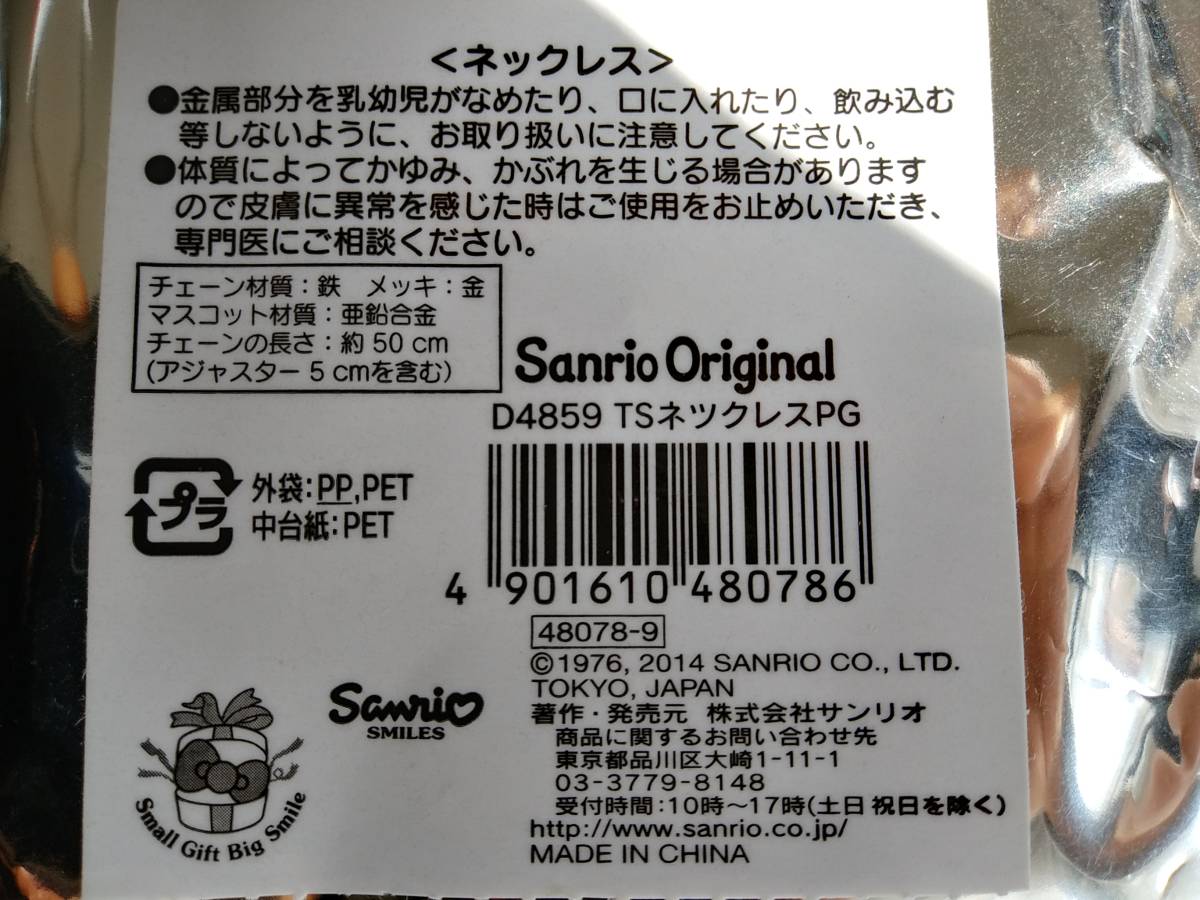 <ネックレス>
●金属部分を乳幼児がなめたり、口に入れたり、飲み込む
等しないように、お取り扱いに注意してください。
●体質によってかゆみ、かぶれを生じる場合があります
ので皮膚に異常を感じた時はご使用をお止めいただき、
専門医にご相談ください。
チェーン材質：鉄　メッキ：金
マスコット材質：亜鉛合金
チェーンの長さ：約 50 cm
(アジャスター 5 cmを含む)
Sanrio Original
D4859 TSネツクレスPG
プラ
外袋：PP,PET
中台紙：PET
4 901610 480786
48078-9
©1976, 2014 SANRIO CO., LTD.
TOKYO, JAPAN
著作・発売元　株式会社サンリオ
商品に関するお問い合わせ先
東京都品川区大崎1-11-1
03-3779-8148
受付時間：10時～17時(土日 祝日を除く)
http://www.sanrio.co.jp/
MADE IN CHINA
Sanrio
SMILES
Small Gift Big Smile